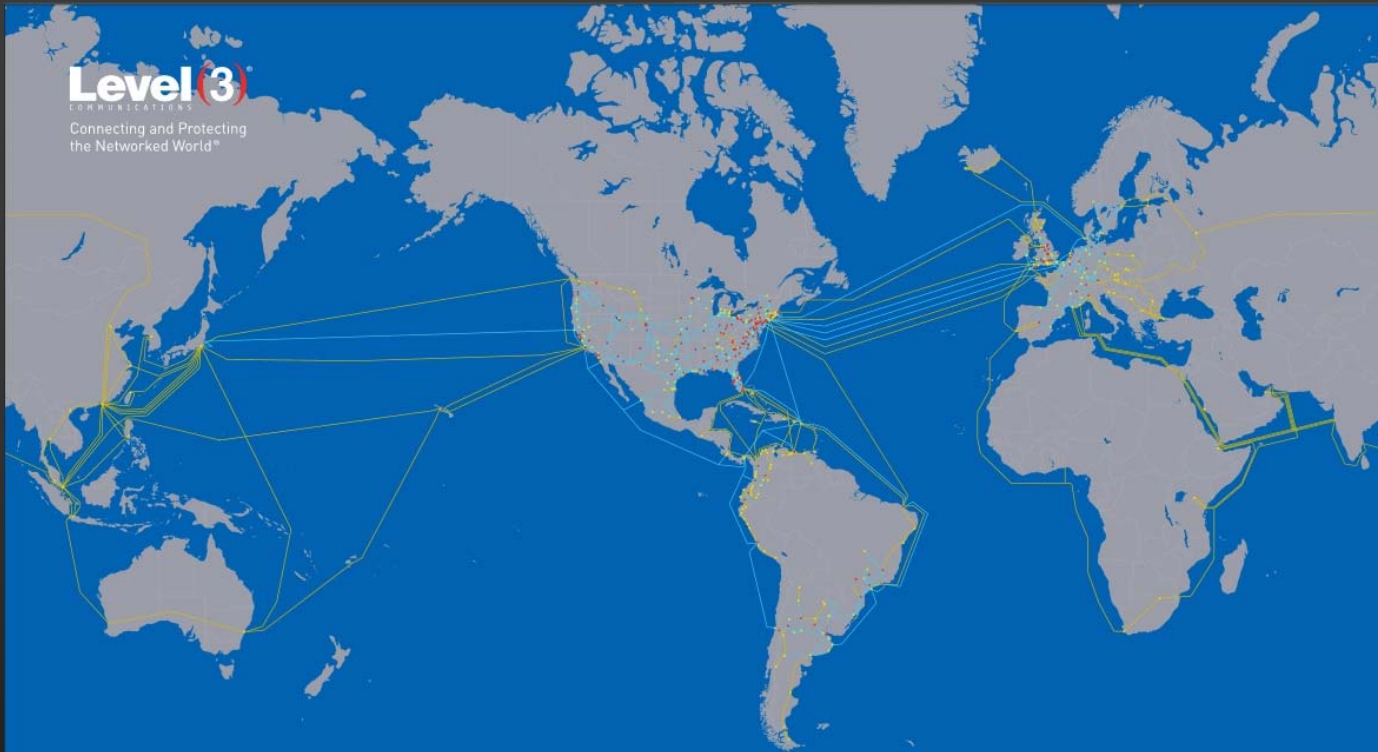 Level(3)
COMMUNICATIONS
Connecting and Protecting
the Networked World®